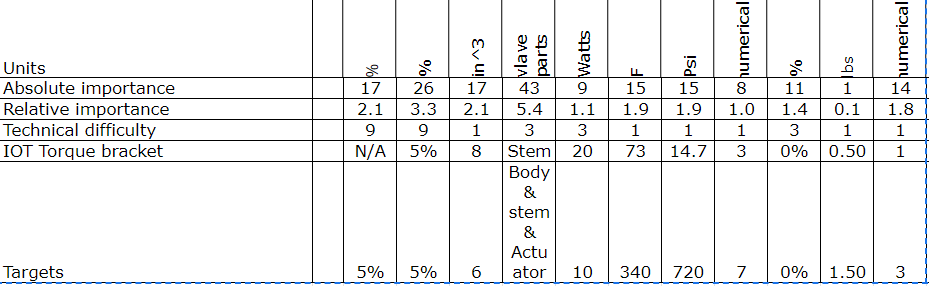 Units % % in^3 vlave parts Watts F Psi numerical % lbs numerical
Absolute importance 17 26 17 43 9 15 15 8 11 1 14
Relative importance 2.1 3.3 2.1 5.4 1.1 1.9 1.9 1.0 1.4 0.1 1.8
Technical difficulty 9 9 1 3 3 1 1 1 3 1 1
IOT Torque bracket N/A 5% 8 Stem 20 73 14.7 3 0% 0.50 1
Body
&
stem
&
Actu
Targets 5% 5% 6 ator 10 340 720 7 0% 1.50 3